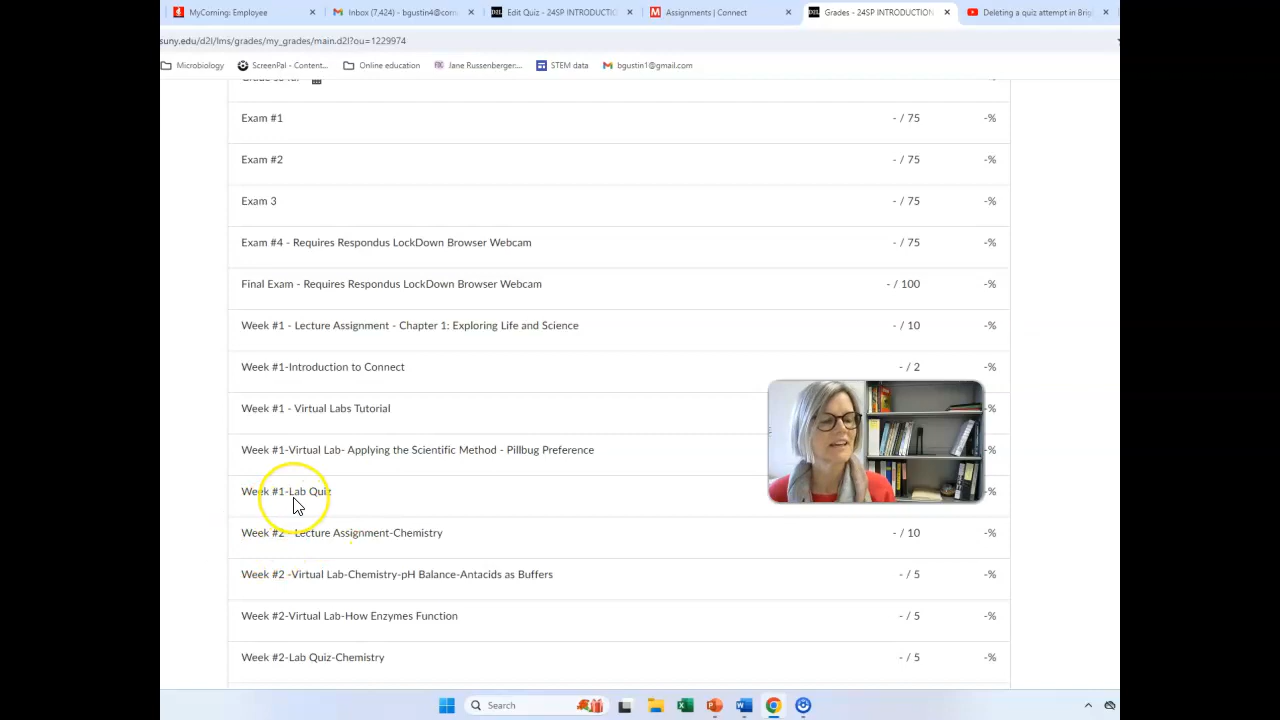 MyCorning: Employee
Inbox (7,424) - bgustin4@corn
Edit Quiz - 24SP INTRODUCTI
Assignments | Connect
Grades - 24SP INTRODUCTION
Deleting a quiz attempt in Brig
suny.edu/d2l/lms/grades/my_grades/main.d2l?ou=1229974
Microbiology
ScreenPal - Content...
Online education
Jane Russenberger:...
STEM data
bgustin1@gmail.com
Exam #1 - / 75 -%
Exam #2 - / 75 -%
Exam 3 - / 75 -%
Exam #4 - Requires Respondus LockDown Browser Webcam - / 75 -%
Final Exam - Requires Respondus LockDown Browser Webcam - / 100 -%
Week #1 - Lecture Assignment - Chapter 1: Exploring Life and Science - / 10 -%
Week #1-Introduction to Connect - / 2 -%
Week #1 - Virtual Labs Tutorial -%
Week #1-Virtual Lab- Applying the Scientific Method - Pillbug Preference -%
Week #1-Lab Quiz -%
Week #2 - Lecture Assignment-Chemistry - / 10 -%
Week #2 -Virtual Lab-Chemistry-pH Balance-Antacids as Buffers - / 5 -%
Week #2-Virtual Lab-How Enzymes Function - / 5 -%
Week #2-Lab Quiz-Chemistry - / 5 -%
Search